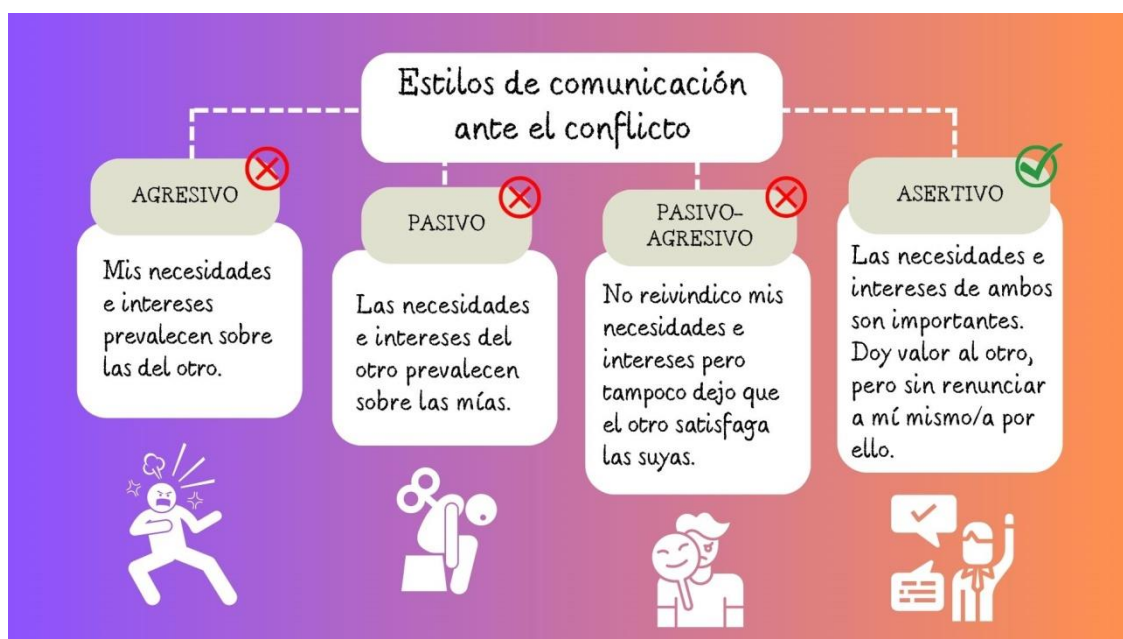 Estilos de comunicación
ante el conflicto
AGRESIVO
Mis necesidades
e intereses
prevalecen sobre
las del otro.
PASIVO
Las necesidades
e intereses del
otro prevalecen
sobre las mías.
PASIVO-
AGRESIVO
No reivindico mis
necesidades e
intereses pero
tampoco dejo que
el otro satisfaga
las suyas.
ASERTIVO
Las necesidades e
intereses de ambos
son importantes.
Doy valor al otro,
pero sin renunciar
a mí mismo/a por
ello.